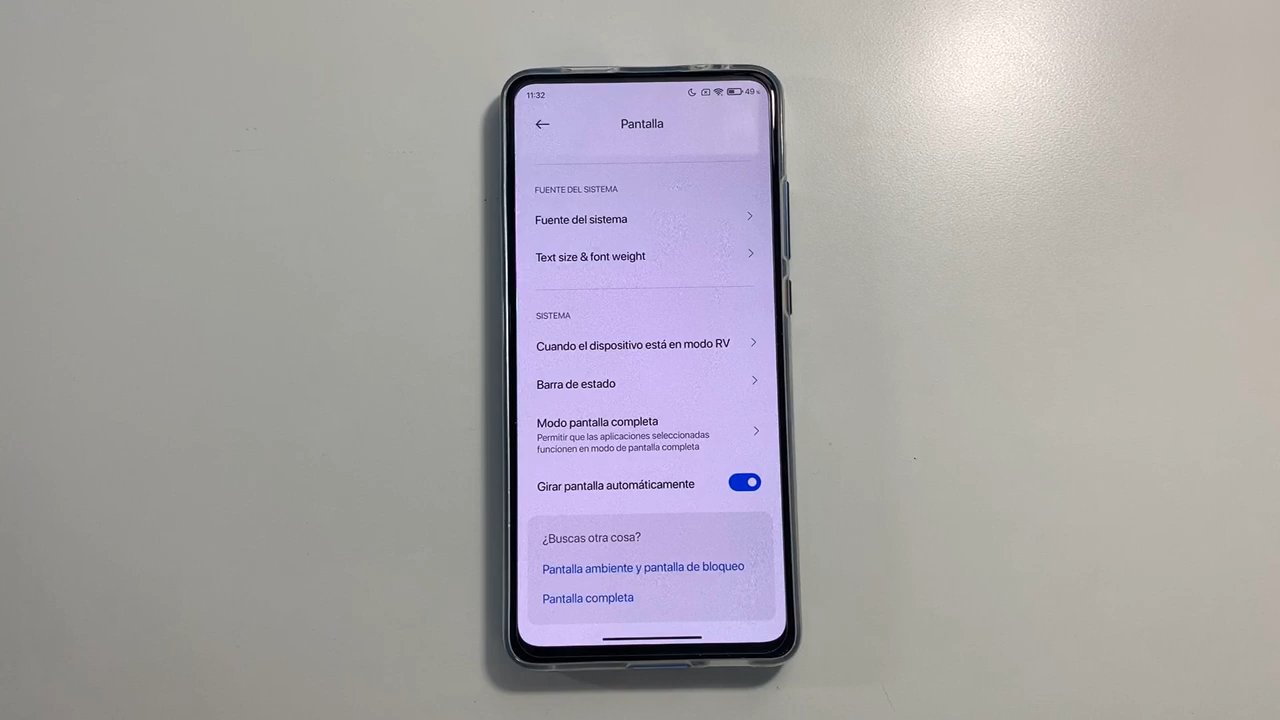 11:32
49%
Pantalla
FUENTE DEL SISTEMA
Fuente del sistema
Text size & font weight
SISTEMA
Cuando el dispositivo está en modo RV
Barra de estado
Modo pantalla completa
Permitir que las aplicaciones seleccionadas
funcionen en modo de pantalla completa
Girar pantalla automáticamente
¿Buscas otra cosa?
Pantalla ambiente y pantalla de bloqueo
Pantalla completa